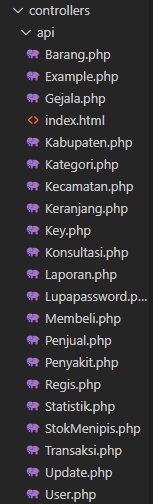 controllers
api
Barang.php
Example.php
Gejala.php
index.html
Kabupaten.php
Kategori.php
Kecamatan.php
Keranjang.php
Key.php
Konsultasi.php
Laporan.php
Lupapassword.p...
Membeli.php
Penjual.php
Penyakit.php
Regis.php
Statistik.php
StokMenipis.php
Transaksi.php
Update.php
User.php